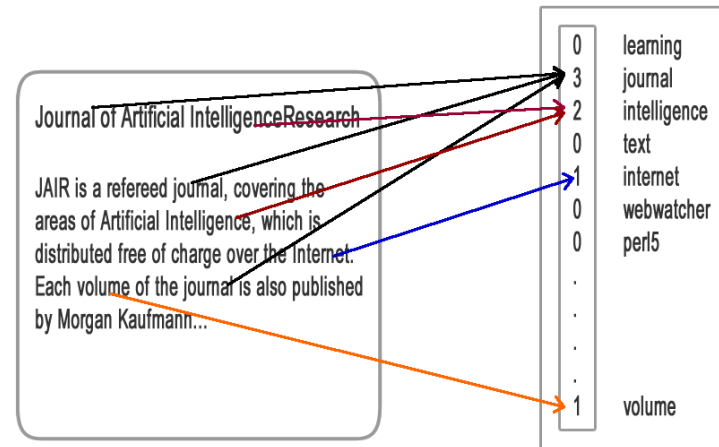 Journal of Artificial IntelligenceResearch
JAIR is a refereed journal, covering the
areas of Artificial Intelligence, which is
distributed free of charge over the Internet.
Each volume of the journal is also published
by Morgan Kaufmann...
0 learning
3 journal
2 intelligence
0 text
1 internet
0 webwatcher
0 perl5
.
.
.
.
1 volume